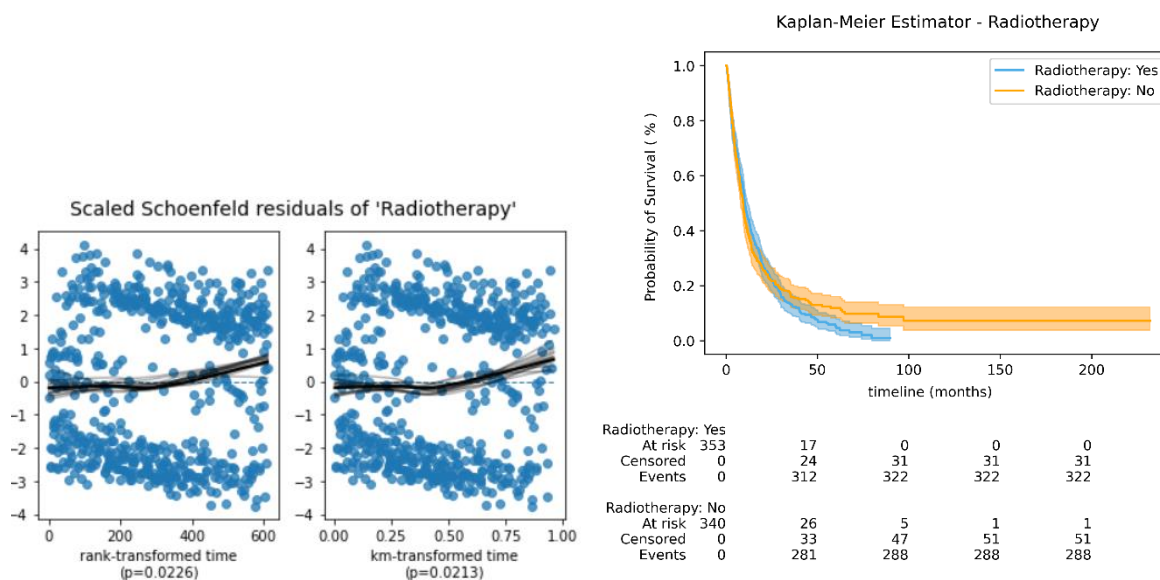 Scaled Schoenfeld residuals of 'Radiotherapy'
4
3
2
1
0
−1
−2
−3
−4
0 200 400 600
rank-transformed time
(p=0.0226)
4
3
2
1
0
−1
−2
−3
−4
0.00 0.25 0.50 0.75 1.00
km-transformed time
(p=0.0213)
Kaplan-Meier Estimator - Radiotherapy
Radiotherapy: Yes
Radiotherapy: No
Probability of Survival ( % )
1.0
0.8
0.6
0.4
0.2
0.0
0 50 100 150 200
timeline (months)
Radiotherapy: Yes
At risk 353 17 0 0 0
Censored 0 24 31 31 31
Events 0 312 322 322 322
Radiotherapy: No
At risk 340 26 5 1 1
Censored 0 33 47 51 51
Events 0 281 288 288 288